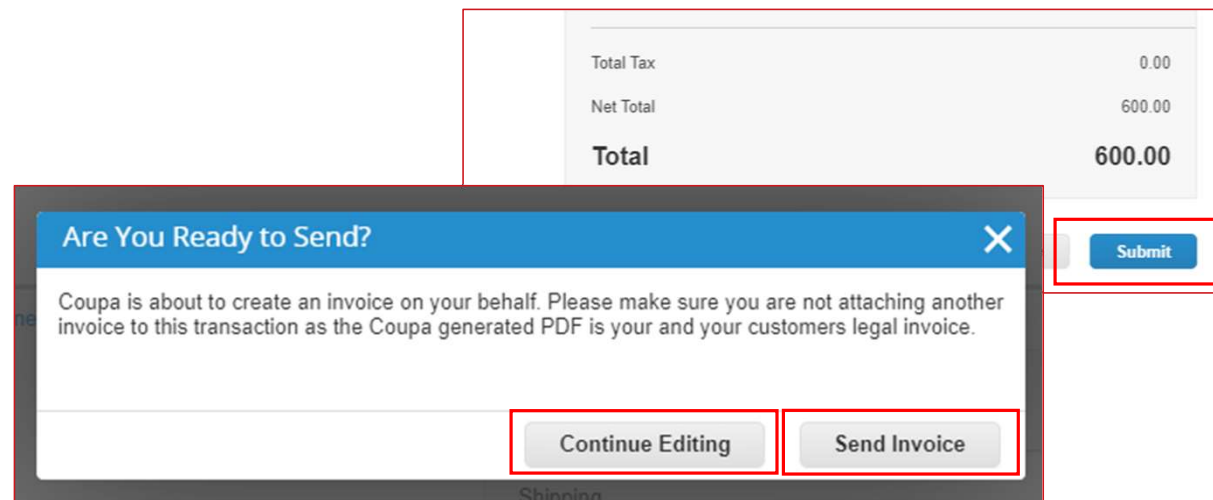 Total Tax 0.00
Net Total 600.00
Total 600.00
Submit
Are You Ready to Send?
Coupa is about to create an invoice on your behalf. Please make sure you are not attaching another
invoice to this transaction as the Coupa generated PDF is your and your customers legal invoice.
Continue Editing
Send Invoice
Shipping